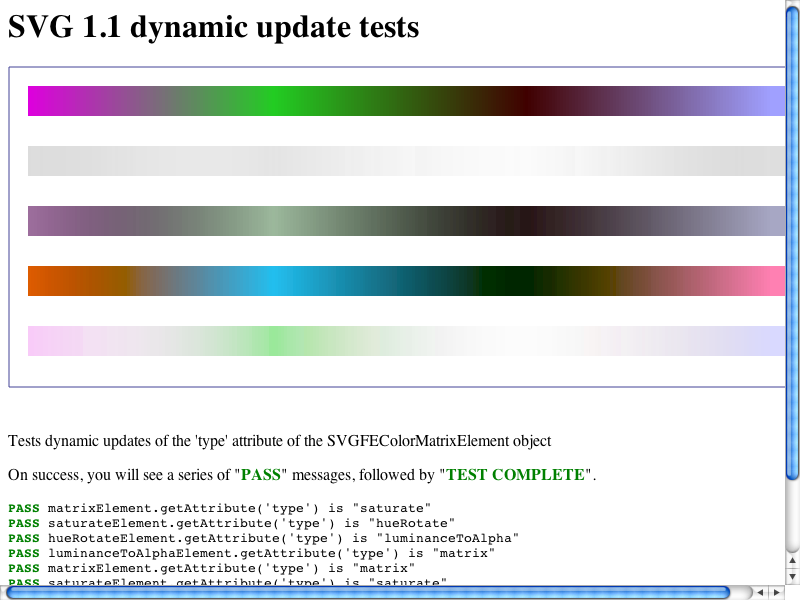 SVG 1.1 dynamic update tests
Tests dynamic updates of the 'type' attribute of the SVGFEColorMatrixElement object
On success, you will see a series of "PASS" messages, followed by "TEST COMPLETE".
PASS matrixElement.getAttribute('type') is "saturate"
PASS saturateElement.getAttribute('type') is "hueRotate"
PASS hueRotateElement.getAttribute('type') is "luminanceToAlpha"
PASS luminanceToAlphaElement.getAttribute('type') is "matrix"
PASS matrixElement.getAttribute('type') is "matrix"
PASS saturateElement.getAttribute('type') is "saturate"